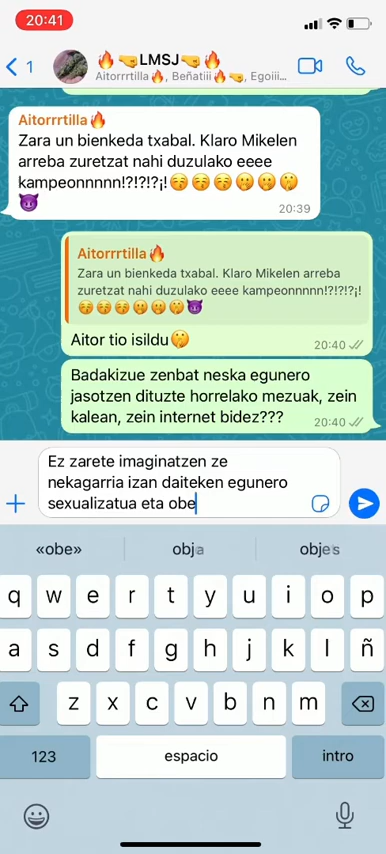 20:41
1
🔥🤜LMSJ🤜🔥
Aitorrrtilla🔥, Beñatiii🔥🤜, Egoiii...
Aitorrrtilla🔥
Zara un bienkeda txabal. Klaro Mikelen
arreba zuretzat nahi duzulako eeee
kampeonnnnn!?!?!?¡!😚😚😚🤭🤭🤫
😈
20:39
Aitorrrtilla🔥
Zara un bienkeda txabal. Klaro Mikelen arreba
zuretzat nahi duzulako eeee kampeonnnnn!?!?!?¡!
😚😚😚🤭🤭🤫😈
Aitor tio isildu🤫
20:40
Badakizue zenbat neska egunero
jasotzen dituzte horrelako mezuak, zein
kalean, zein internet bidez???
20:40
Ez zarete imaginatzen ze
nekagarria izan daiteken egunero
sexualizatua eta obe
«obe» obja objes
q w e r t y u i o p
a s d f g h j k l ñ
z x c v b n m
123 espacio intro